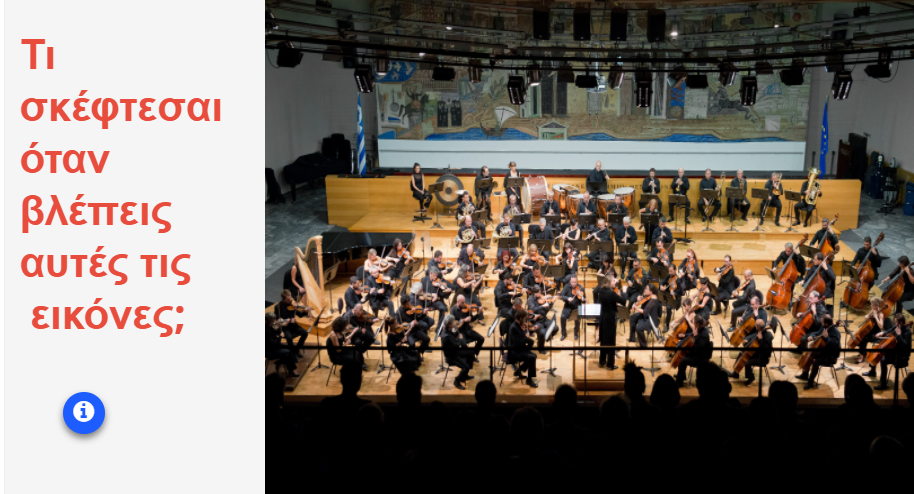 Τι
σκέφτεσαι
όταν
βλέπεις
αυτές τις
εικόνες;